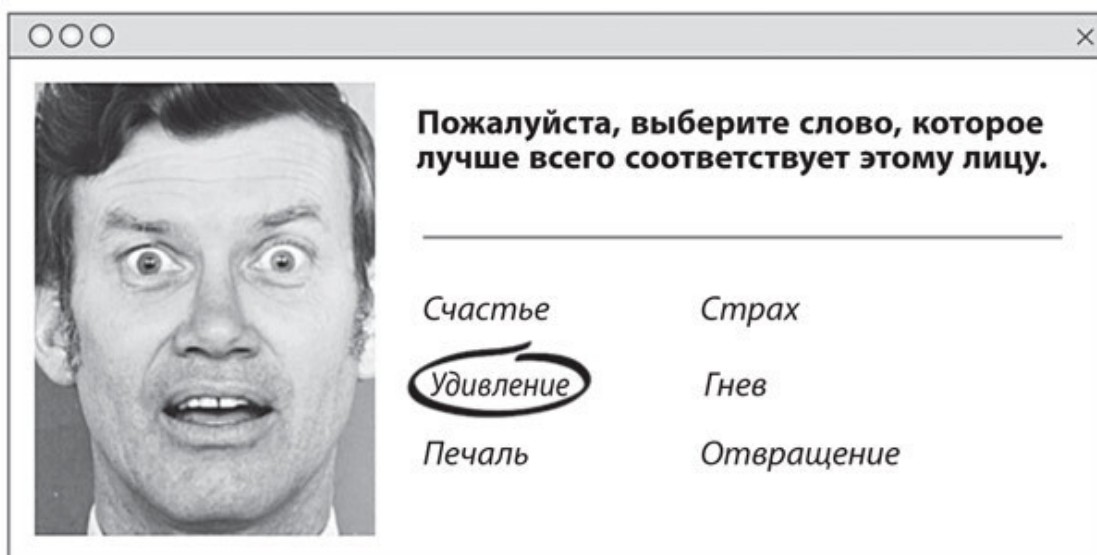 Пожалуйста, выберите слово, которое
лучше всего соответствует этому лицу.
Счастье Страх
Удивление Гнев
Печаль Отвращение